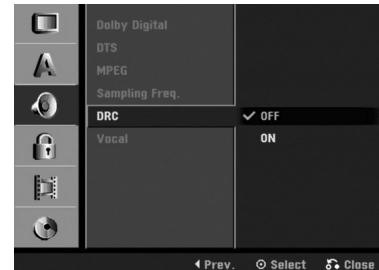 Dolby Digital
DTS
MPEG
Sampling Freq.
DRC
✓ OFF
Vocal
ON
A
Prev. Select Close